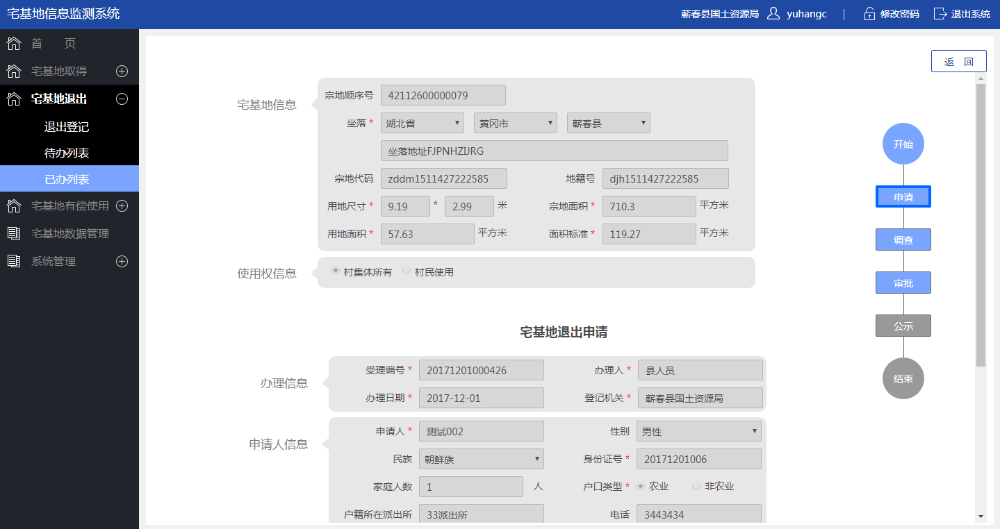 宅基地信息监测系统
蕲春县国土资源局 yuhangc | 修改密码 退出系统
首 页
宅基地取得
宅基地退出
退出登记
待办列表
已办列表
宅基地有偿使用
宅基地数据管理
系统管理
返 回
宅基地信息
宗地顺序号 42112600000079
坐落 * 湖北省 黄冈市 蕲春县
坐落地址FJPNHZIJRG
宗地代码 zddm1511427222585 地籍号 djh1511427222585
用地尺寸 * 9.19 * 2.99 米 宗地面积 * 710.3 平方米
用地面积 * 57.63 平方米 面积标准 * 119.27 平方米
使用权信息
村集体所有 村民使用
宅基地退出申请
办理信息
受理编号 * 20171201000426 办理人 * 县人员
办理日期 * 2017-12-01 登记机关 * 蕲春县国土资源局
申请人信息
申请人 * 测试002 性别 男性
民族 朝鲜族 身份证号 * 20171201006
家庭人数 1 人 户口类型 * 农业 非农业
户籍所在派出所 33派出所 电话 3443434
开始
申请
调查
审批
公示
结束